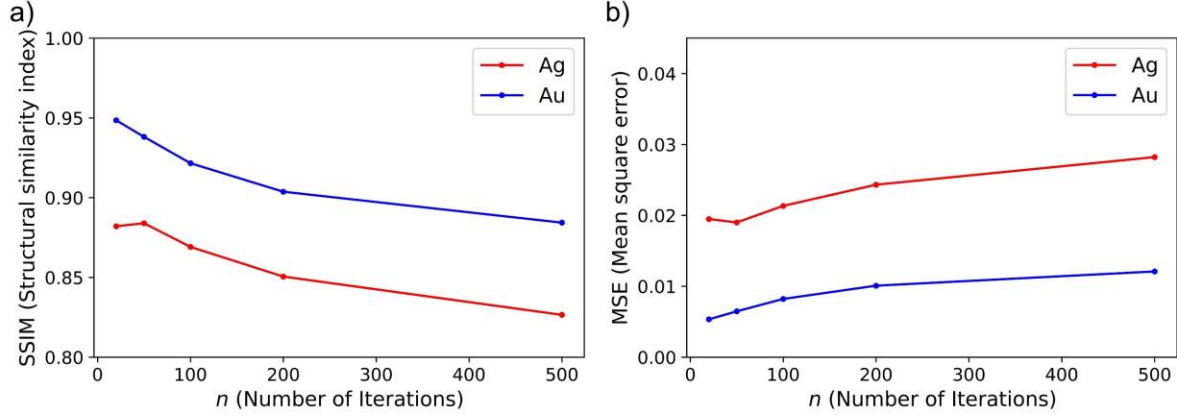 a)
SSIM (Structural similarity index)
1.00
0.95
0.90
0.85
0.80
Ag
Au
0 100 200 300 400 500
n (Number of Iterations)
b)
MSE (Mean square error)
0.04
0.03
0.02
0.01
0.00
Ag
Au
0 100 200 300 400 500
n (Number of Iterations)